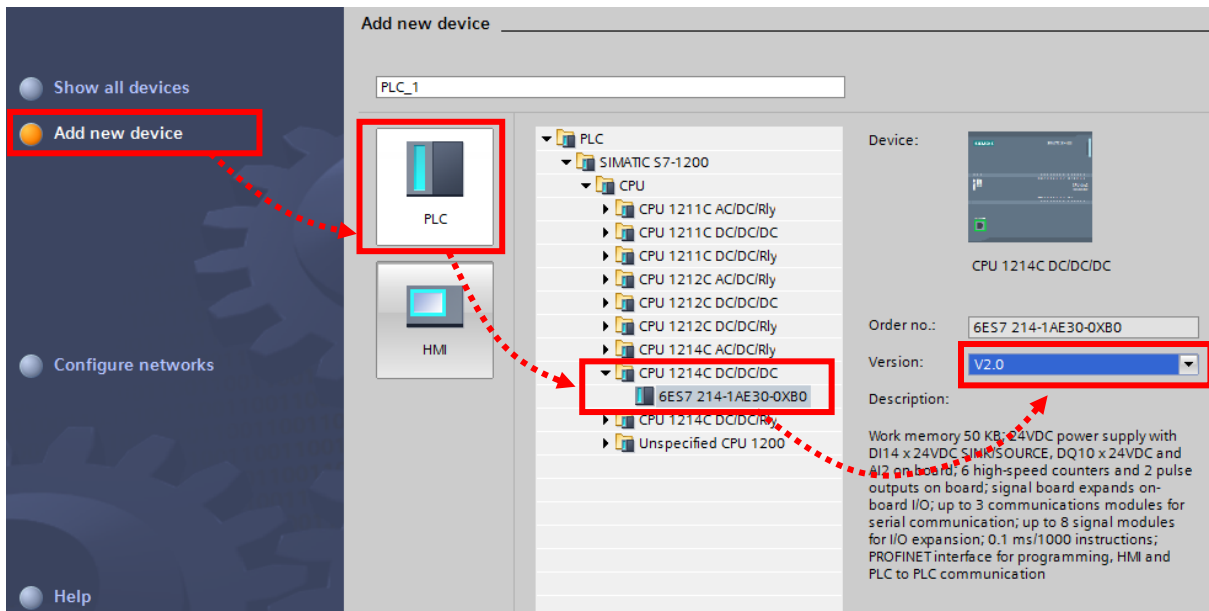 Add new device
Show all devices
Add new device
Configure networks
Help
PLC_1
PLC
HMI
PLC
SIMATIC S7-1200
CPU
CPU 1211C AC/DC/Rly
CPU 1211C DC/DC/DC
CPU 1211C DC/DC/Rly
CPU 1212C AC/DC/Rly
CPU 1212C DC/DC/DC
CPU 1212C DC/DC/Rly
CPU 1214C AC/DC/Rly
CPU 1214C DC/DC/DC
6ES7 214-1AE30-0XB0
CPU 1214C DC/DC/Rly
Unspecified CPU 1200
Device:
SIEMENS
CPU 1214C DC/DC/DC
Order no.:
6ES7 214-1AE30-0XB0
Version:
V2.0
Description:
Work memory 50 KB; 24VDC power supply with
DI14 x 24VDC SINK/SOURCE, DQ10 x 24VDC and
AI2 on board; 6 high-speed counters and 2 pulse
outputs on board; signal board expands on-
board I/O; up to 3 communications modules for
serial communication; up to 8 signal modules
for I/O expansion; 0.1 ms/1000 instructions;
PROFINET interface for programming, HMI and
PLC to PLC communication